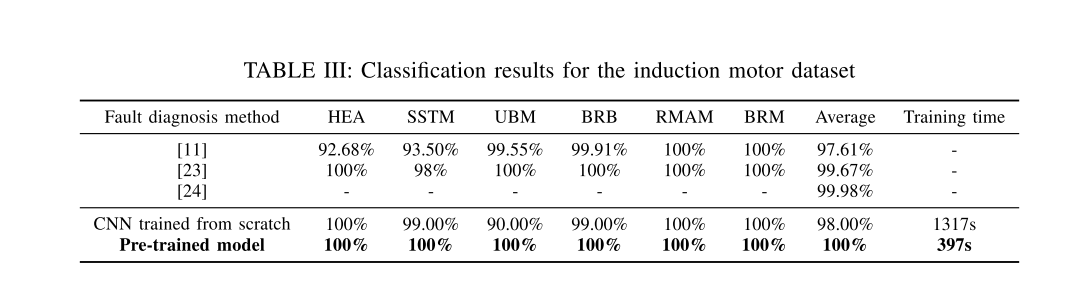 TABLE III: Classification results for the induction motor dataset
Fault diagnosis method HEA SSTM UBM BRB RMAM BRM Average Training time
[11] 92.68% 93.50% 99.55% 99.91% 100% 100% 97.61% -
[23] 100% 98% 100% 100% 100% 100% 99.67% -
[24] - - - - - - 99.98% -
CNN trained from scratch 100% 99.00% 90.00% 99.00% 100% 100% 98.00% 1317s
Pre-trained model 100% 100% 100% 100% 100% 100% 100% 397s